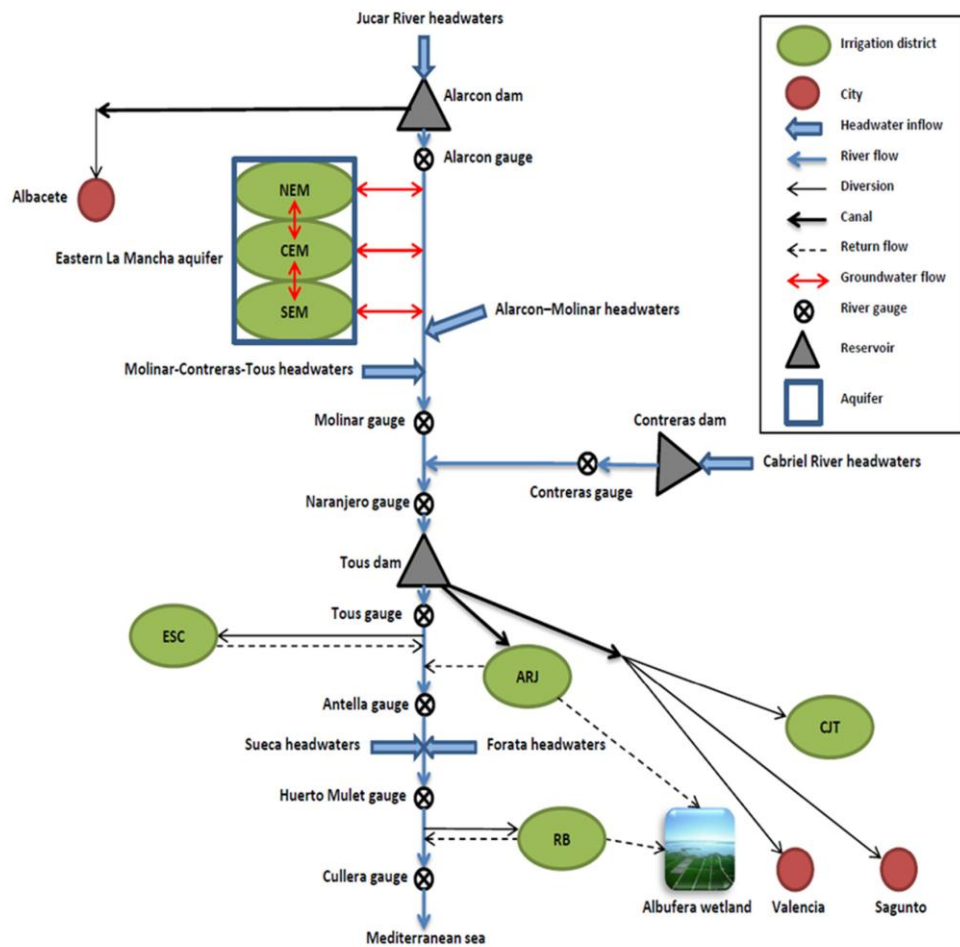 Jucar River headwaters
Alarcon dam
Alarcon gauge
Albacete
NEM
CEM
SEM
Eastern La Mancha aquifer
Alarcon–Molinar headwaters
Molinar-Contreras-Tous headwaters
Molinar gauge
Contreras dam
Cabriel River headwaters
Contreras gauge
Naranjero gauge
Tous dam
Tous gauge
ESC
ARJ
Antella gauge
CJT
Sueca headwaters
Forata headwaters
Huerto Mulet gauge
RB
Cullera gauge
Albufera wetland
Valencia
Sagunto
Mediterranean sea
Irrigation district
City
Headwater inflow
River flow
Diversion
Canal
Return flow
Groundwater flow
River gauge
Reservoir
Aquifer